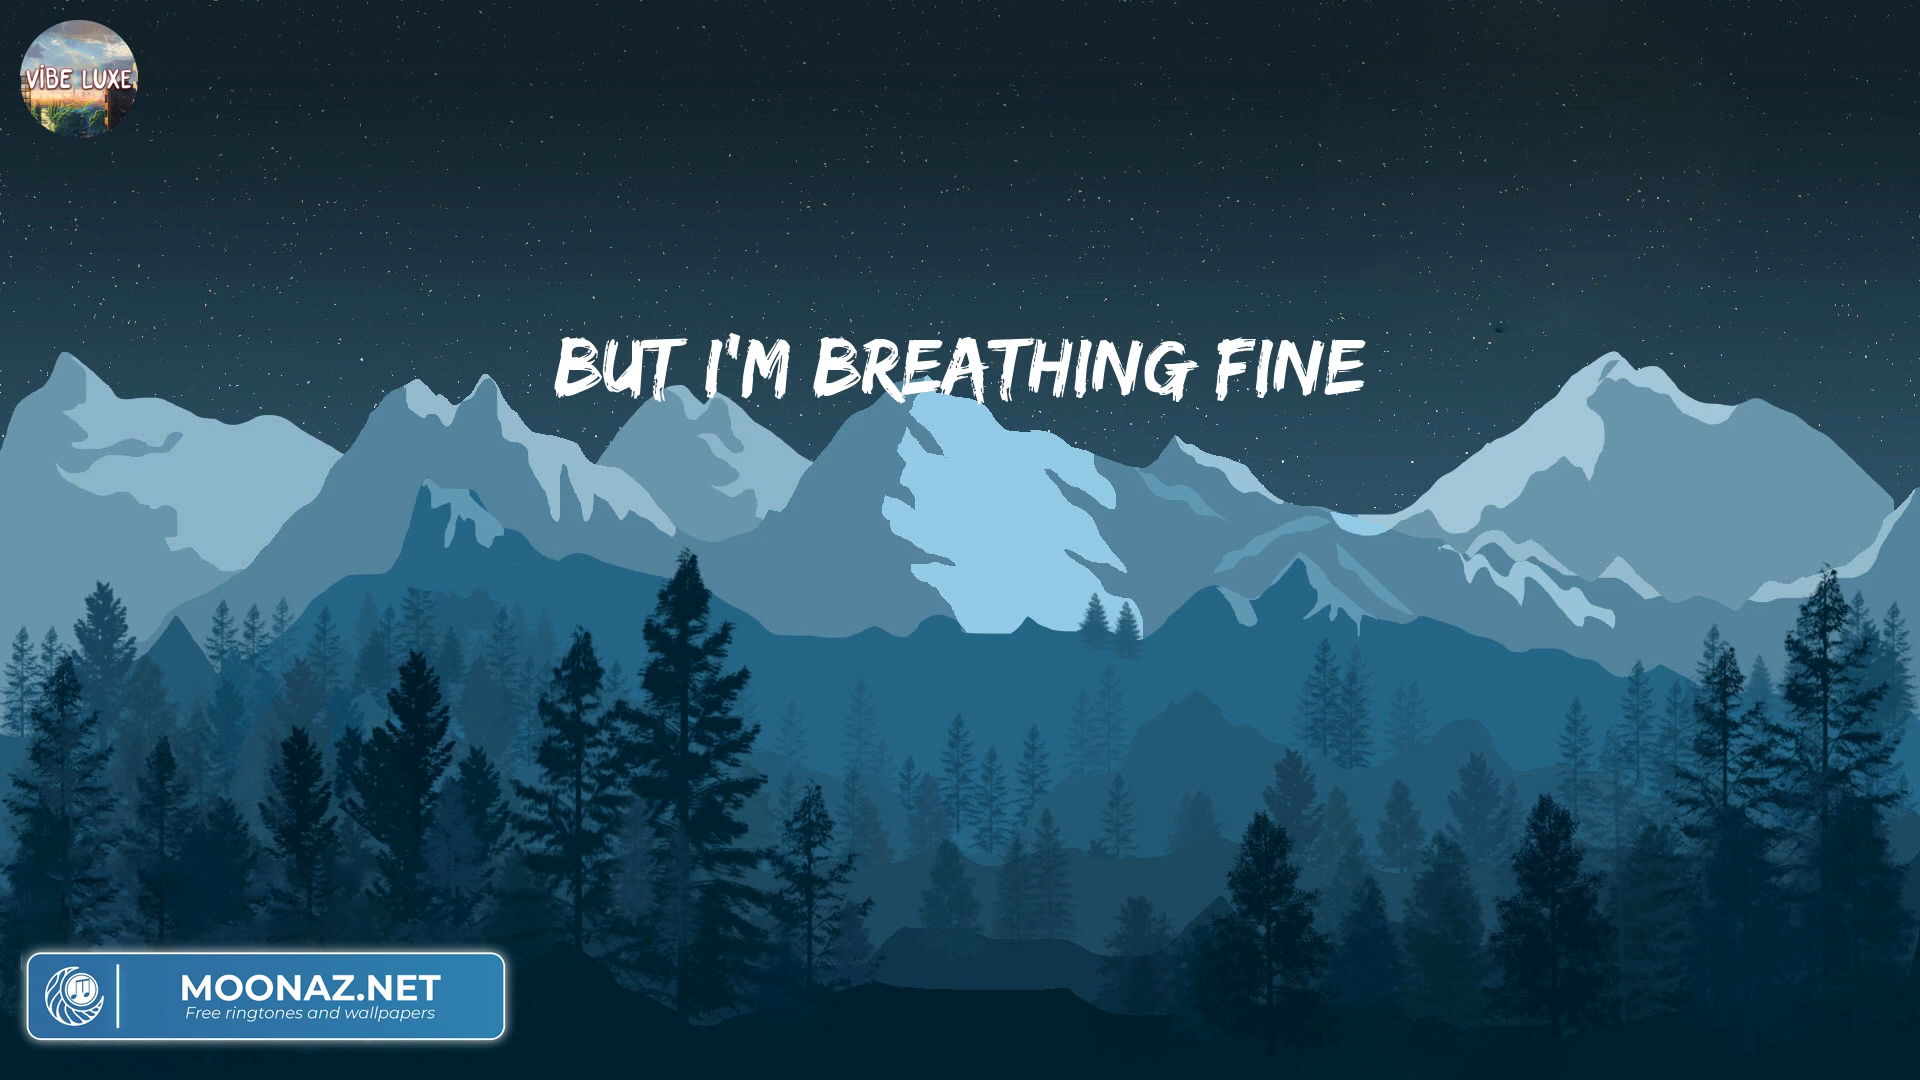 VIBE LUXE
BUT I'M BREATHING FINE
MOONAZ.NET
Free ringtones and wallpapers